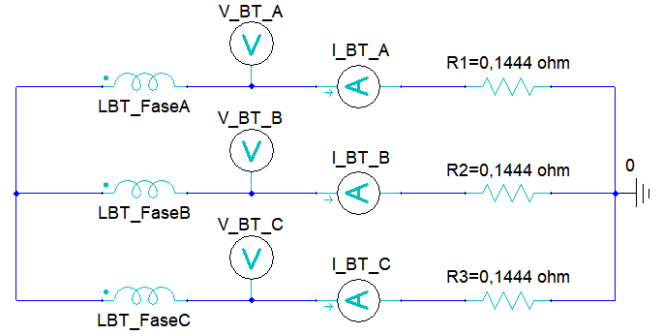 V_BT_A
I_BT_A
R1=0,1444 ohm
LBT_FaseA
V_BT_B
I_BT_B
R2=0,1444 ohm
0
LBT_FaseB
V_BT_C
I_BT_C
R3=0,1444 ohm
LBT_FaseC